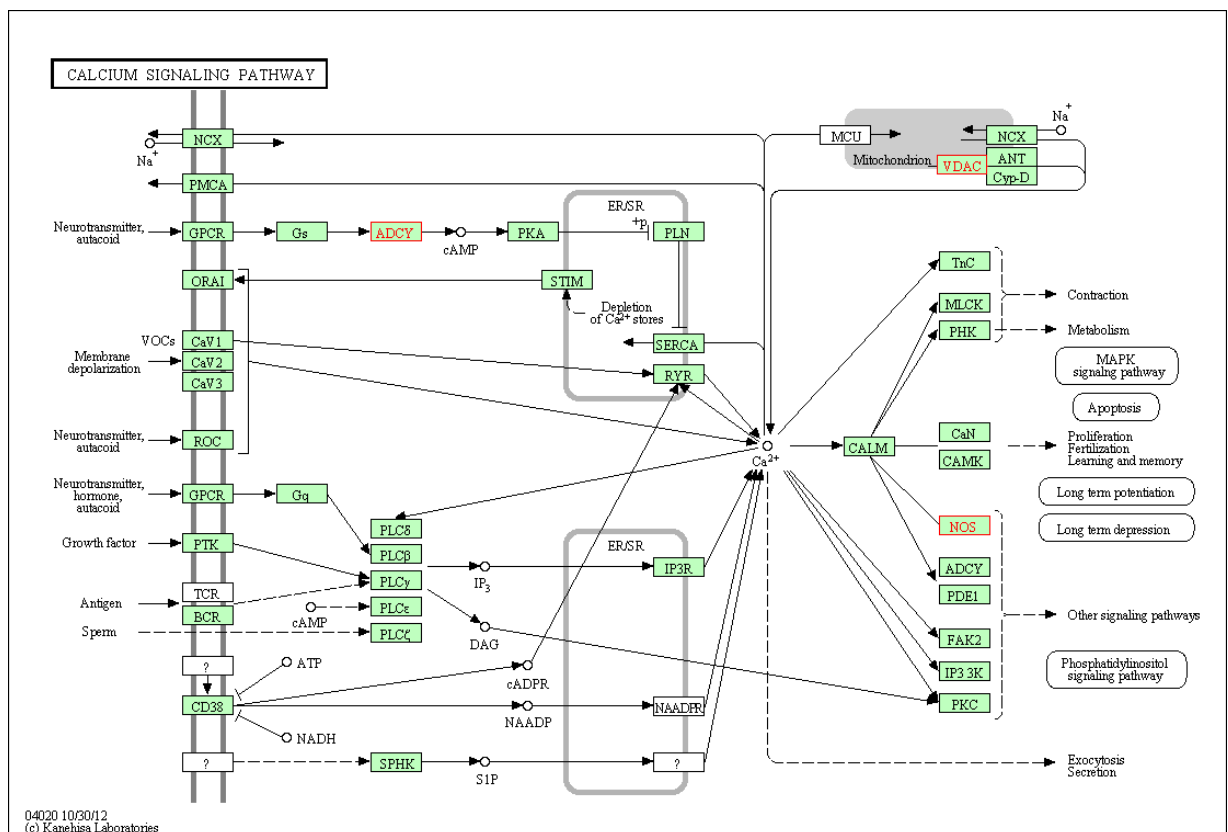 CALCIUM SIGNALING PATHWAY
NCX
Na+
PMCA
Neurotransmitter,
autacoid
GPCR
Gs
ADCY
cAMP
PKA
ER/SR
+p
PLN
ORAI
STIM
Depletion
of Ca2+ stores
VOCs
CaV1
Membrane
depolarization
CaV2
CaV3
SERCA
RYR
Neurotransmitter,
autacoid
ROC
Neurotransmitter,
hormone,
autacoid
GPCR
Gq
Growth factor
PTK
PLCδ
PLCβ
PLCγ
PLCε
PLCζ
IP3
ER/SR
IP3R
Antigen
TCR
BCR
cAMP
Sperm
DAG
?
ATP
cADPR
CD38
NAADP
NAADPR
NADH
?
SPHK
S1P
?
MCU
Mitochondrion
NCX
Na+
VDAC
ANT
Cyp-D
Ca2+
CALM
TnC
MLCK
PHK
Contraction
Metabolism
MAPK
signaling pathway
Apoptosis
CaN
CAMK
Proliferation
Fertilization
Learning and memory
Long term potentiation
Long term depression
NOS
ADCY
PDE1
FAK2
IP3 3K
PKC
Other signaling pathways
Phosphatidylinositol
signaling pathway
Exocytosis
Secretion
04020 10/30/12
(c) Kanehisa Laboratories